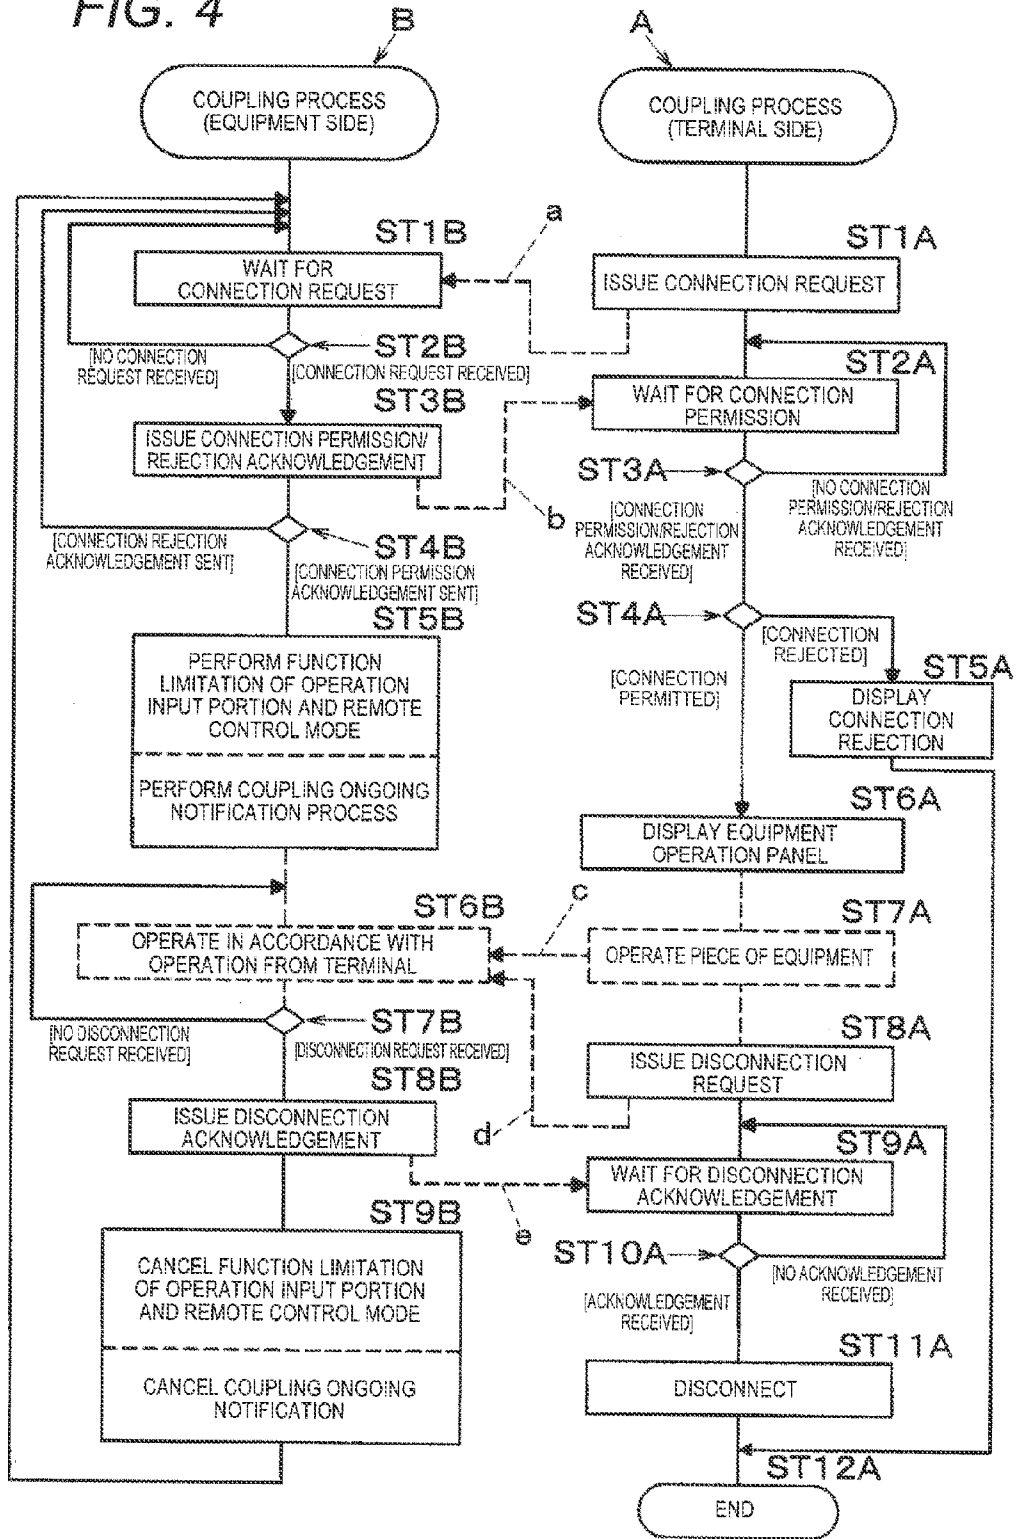 FIG. 4
B
A
COUPLING PROCESS
(EQUIPMENT SIDE)
COUPLING PROCESS
(TERMINAL SIDE)
a
ST1B
WAIT FOR
CONNECTION REQUEST
ST1A
ISSUE CONNECTION REQUEST
[NO CONNECTION
REQUEST RECEIVED]
ST2B
[CONNECTION REQUEST RECEIVED]
ST2A
WAIT FOR CONNECTION
PERMISSION
ST3B
ISSUE CONNECTION PERMISSION/
REJECTION ACKNOWLEDGEMENT
ST3A
b
[CONNECTION
PERMISSION/REJECTION
ACKNOWLEDGEMENT
RECEIVED]
[NO CONNECTION
PERMISSION/REJECTION
ACKNOWLEDGEMENT
RECEIVED]
[CONNECTION REJECTION
ACKNOWLEDGEMENT SENT]
ST4B
[CONNECTION PERMISSION
ACKNOWLEDGEMENT SENT]
ST4A
[CONNECTION
REJECTED]
[CONNECTION
PERMITTED]
ST5B
PERFORM FUNCTION
LIMITATION OF OPERATION
INPUT PORTION AND REMOTE
CONTROL MODE
PERFORM COUPLING ONGOING
NOTIFICATION PROCESS
ST5A
DISPLAY
CONNECTION
REJECTION
ST6A
DISPLAY EQUIPMENT
OPERATION PANEL
c
ST6B
OPERATE IN ACCORDANCE WITH
OPERATION FROM TERMINAL
ST7A
OPERATE PIECE OF EQUIPMENT
[NO DISCONNECTION
REQUEST RECEIVED]
ST7B
[DISCONNECTION REQUEST RECEIVED]
ST8A
ISSUE DISCONNECTION
REQUEST
ST8B
ISSUE DISCONNECTION
ACKNOWLEDGEMENT
d
ST9A
WAIT FOR DISCONNECTION
ACKNOWLEDGEMENT
e
ST9B
CANCEL FUNCTION LIMITATION
OF OPERATION INPUT PORTION
AND REMOTE CONTROL MODE
CANCEL COUPLING ONGOING
NOTIFICATION
ST10A
[NO ACKNOWLEDGEMENT
RECEIVED]
[ACKNOWLEDGEMENT
RECEIVED]
ST11A
DISCONNECT
ST12A
END